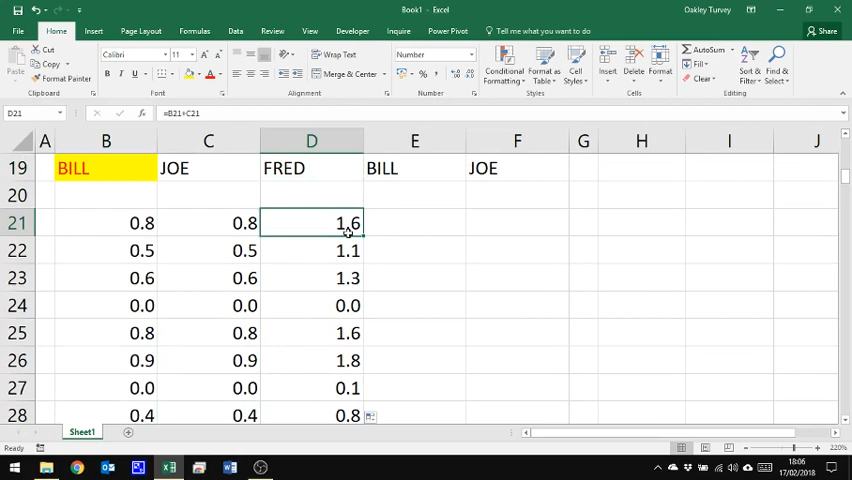 Book1 - Excel
Oakley Turvey
File Home Insert Page Layout Formulas Data Review View Developer Inquire Power Pivot Tell me what you want to do Share
Paste Cut Calibri 11 Wrap Text Number Conditional Formatting Format as Table Cell Styles Insert Delete Format AutoSum Sort & Filter Find & Select
Copy Merge & Center Fill
Format Painter Clear
Clipboard Font Alignment Number Styles Cells Editing
D21 =B21+C21
A B C D E F G H I J
19 BILL JOE FRED BILL JOE
20
21 0.8 0.8 1.6
22 0.5 0.5 1.1
23 0.6 0.6 1.3
24 0.0 0.0 0.0
25 0.8 0.8 1.6
26 0.9 0.9 1.8
27 0.0 0.0 0.1
28 0.4 0.4 0.8
Sheet1
Ready 220%
18:06
17/02/2018